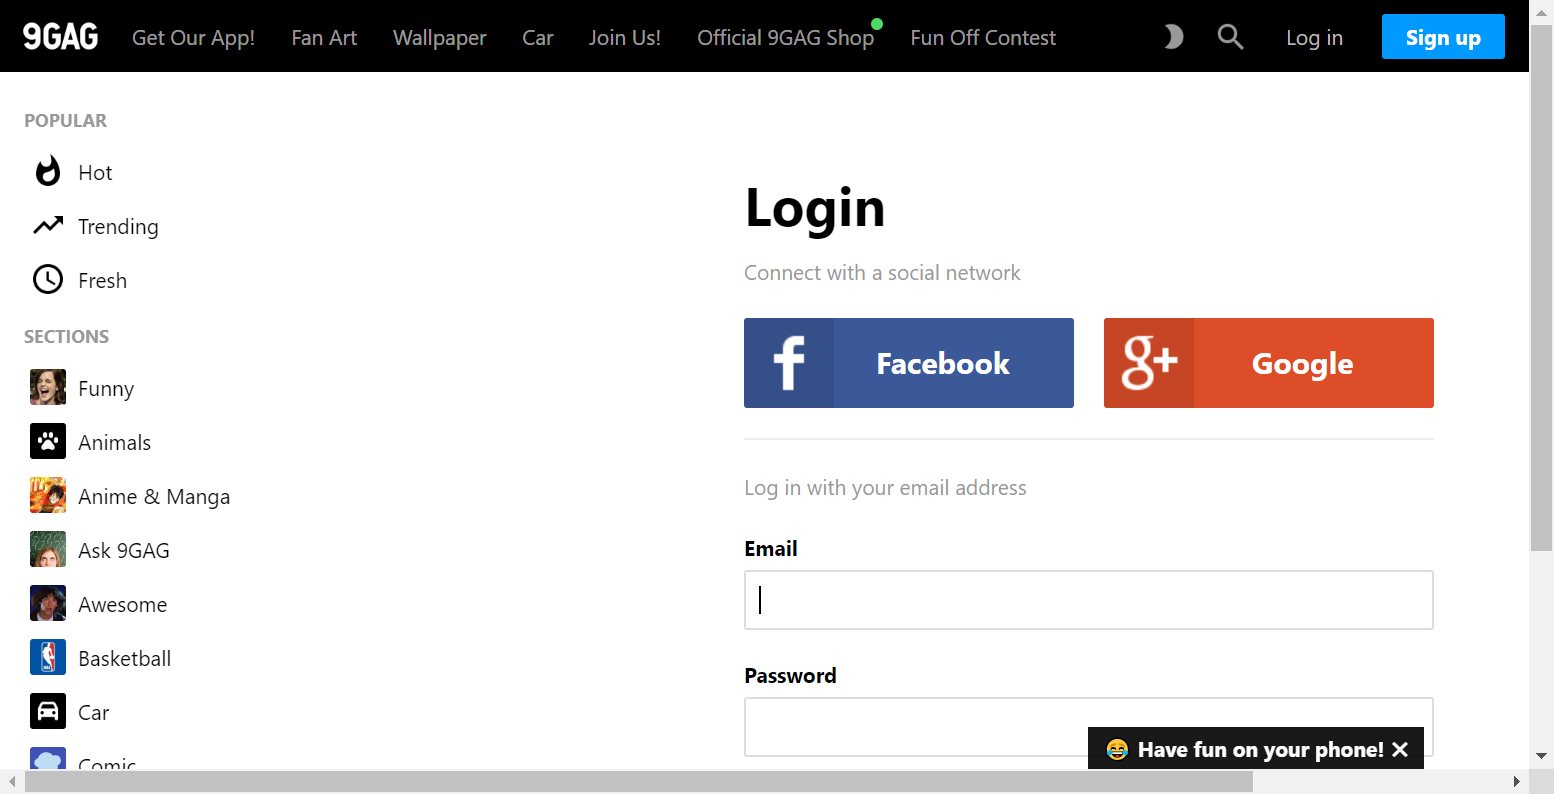 9GAG Get Our App! Fan Art Wallpaper Car Join Us! Official 9GAG Shop Fun Off Contest Log in Sign up
POPULAR
Hot
Trending
Fresh
SECTIONS
Funny
Animals
Anime & Manga
Ask 9GAG
Awesome
Basketball
Car
Comic
Login
Connect with a social network
f Facebook
g+ Google
Log in with your email address
Email
Password
Have fun on your phone!